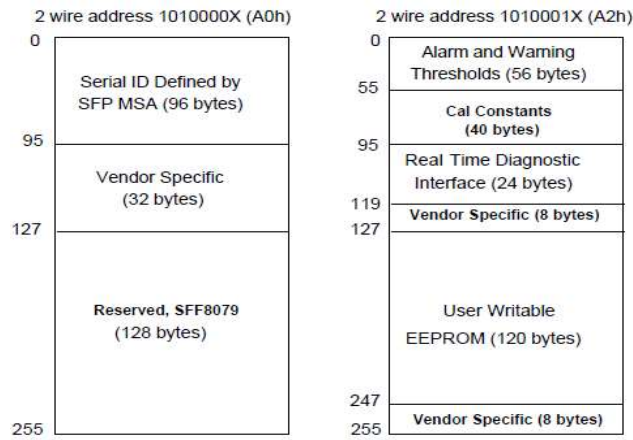 2 wire address 1010000X (A0h)
0
Serial ID Defined by
SFP MSA (96 bytes)
95
Vendor Specific
(32 bytes)
127
Reserved, SFF8079
(128 bytes)
255
2 wire address 1010001X (A2h)
0
Alarm and Warning
Thresholds (56 bytes)
55
Cal Constants
(40 bytes)
95
Real Time Diagnostic
Interface (24 bytes)
119
Vendor Specific (8 bytes)
127
User Writable
EEPROM (120 bytes)
247
Vendor Specific (8 bytes)
255